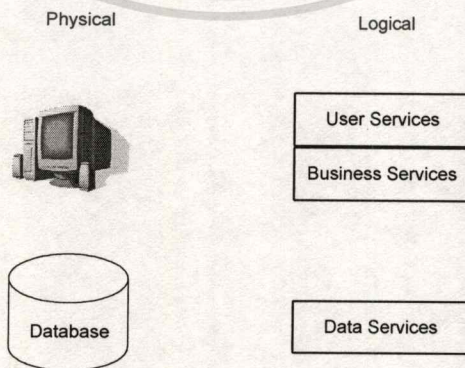 Physical
Logical
User Services
Business Services
Database
Data Services